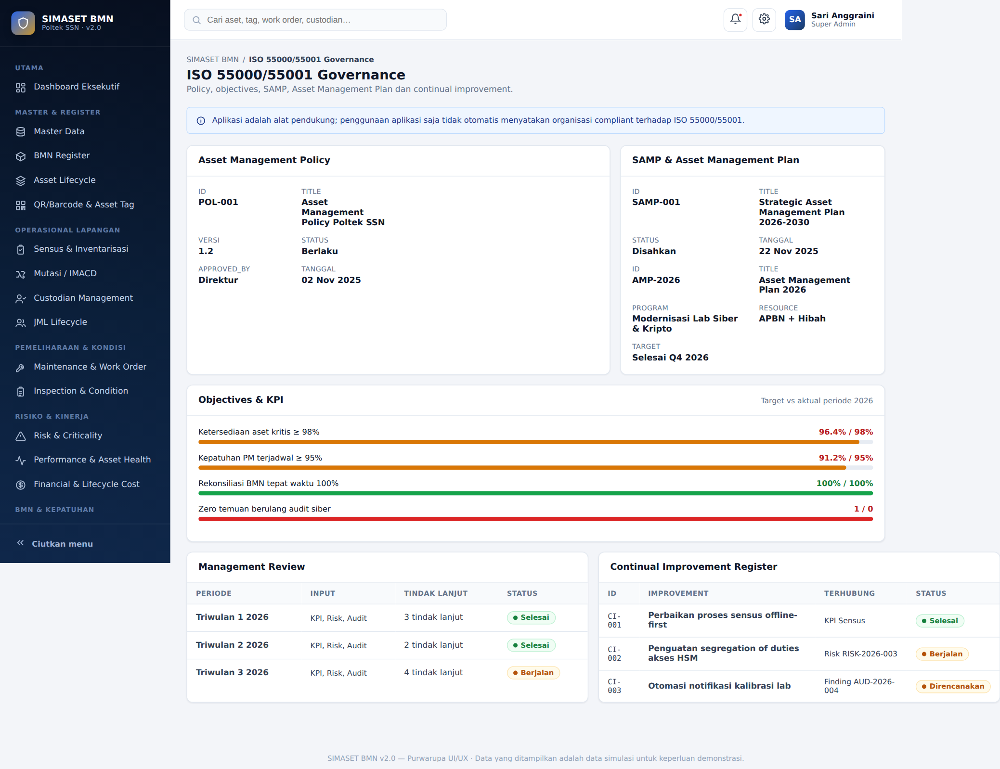 SIMASET BMN
Poltek SSN · v2.0
UTAMA
Dashboard Eksekutif
MASTER & REGISTER
Master Data
BMN Register
Asset Lifecycle
QR/Barcode & Asset Tag
OPERASIONAL LAPANGAN
Sensus & Inventarisasi
Mutasi / IMACD
Custodian Management
JML Lifecycle
PEMELIHARAAN & KONDISI
Maintenance & Work Order
Inspection & Condition
RISIKO & KINERJA
Risk & Criticality
Performance & Asset Health
Financial & Lifecycle Cost
BMN & KEPATUHAN
Ciutkan menu
Cari aset, tag, work order, custodian…
SA
Sari Anggraini
Super Admin
SIMASET BMN / ISO 55000/55001 Governance
ISO 55000/55001 Governance
Policy, objectives, SAMP, Asset Management Plan dan continual improvement.
Aplikasi adalah alat pendukung; penggunaan aplikasi saja tidak otomatis menyatakan organisasi compliant terhadap ISO 55000/55001.
Asset Management Policy
ID TITLE
POL-001 Asset
Management
Policy Poltek SSN
VERSI STATUS
1.2 Berlaku
APPROVED_BY TANGGAL
Direktur 02 Nov 2025
SAMP & Asset Management Plan
ID TITLE
SAMP-001 Strategic Asset
Management Plan
2026-2030
STATUS TANGGAL
Disahkan 22 Nov 2025
ID TITLE
AMP-2026 Asset Management
Plan 2026
PROGRAM RESOURCE
Modernisasi Lab Siber APBN + Hibah
& Kripto
TARGET
Selesai Q4 2026
Objectives & KPI Target vs aktual periode 2026
Ketersediaan aset kritis ≥ 98% 96.4% / 98%
Kepatuhan PM terjadwal ≥ 95% 91.2% / 95%
Rekonsiliasi BMN tepat waktu 100% 100% / 100%
Zero temuan berulang audit siber 1 / 0
Management Review
PERIODE INPUT TINDAK LANJUT STATUS
Triwulan 1 2026 KPI, Risk, Audit 3 tindak lanjut Selesai
Triwulan 2 2026 KPI, Risk, Audit 2 tindak lanjut Selesai
Triwulan 3 2026 KPI, Risk, Audit 4 tindak lanjut Berjalan
Continual Improvement Register
ID IMPROVEMENT TERHUBUNG STATUS
CI- Perbaikan proses sensus offline- KPI Sensus Selesai
001 first
CI- Penguatan segregation of duties Risk RISK-2026-003 Berjalan
002 akses HSM
CI- Otomasi notifikasi kalibrasi lab Finding AUD-2026- Direncanakan
003 004
SIMASET BMN v2.0 — Purwarupa UI/UX · Data yang ditampilkan adalah data simulasi untuk keperluan demonstrasi.